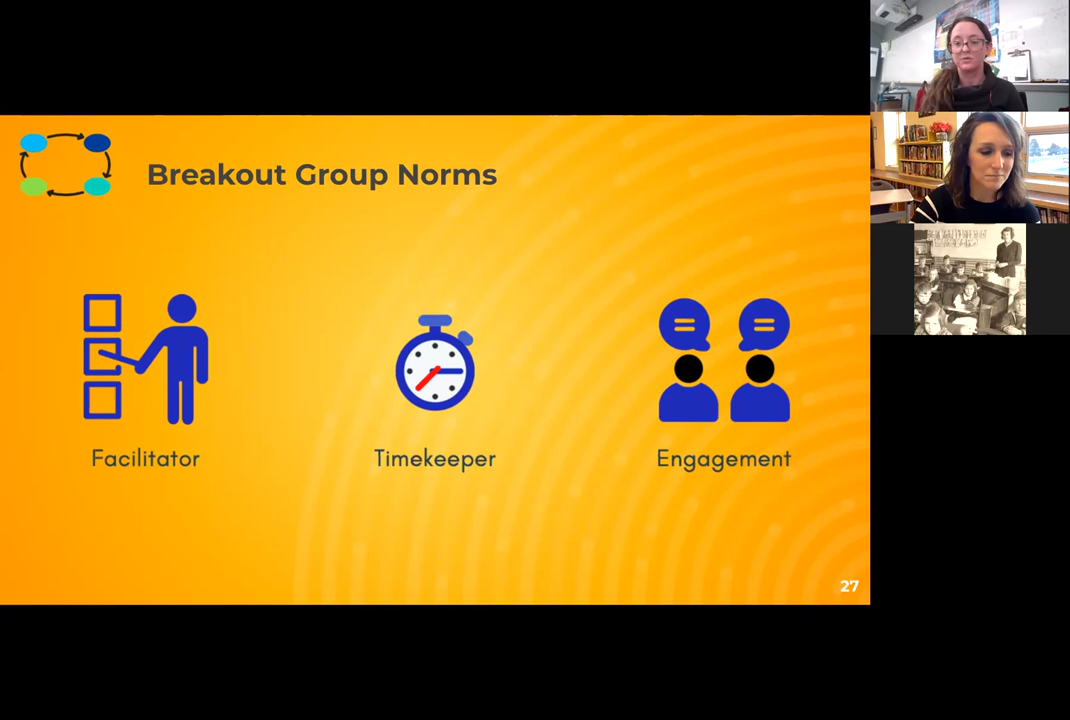 Breakout Group Norms
Facilitator
Timekeeper
Engagement
27